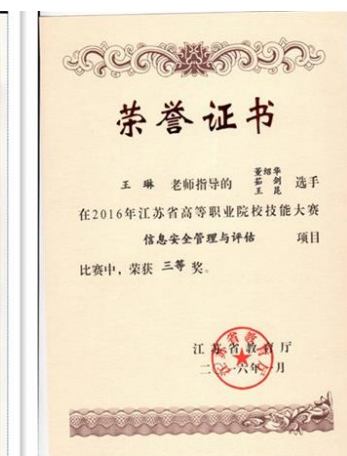 荣誉证书
王琳 老师指导的 董绍华 茹剑 王昆 选手
在2016年江苏省高等职业院校技能大赛
信息安全管理与评估 项目
比赛中，荣获 三等 奖。
江苏省教育厅
二〇一六年一月